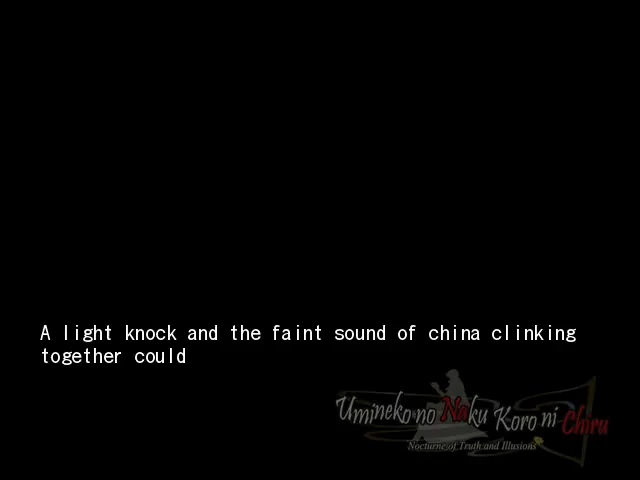 A light knock and the faint sound of china clinking
together could
Umineko no Naku Koro ni Chiru
Nocturne of Truth and Illusions